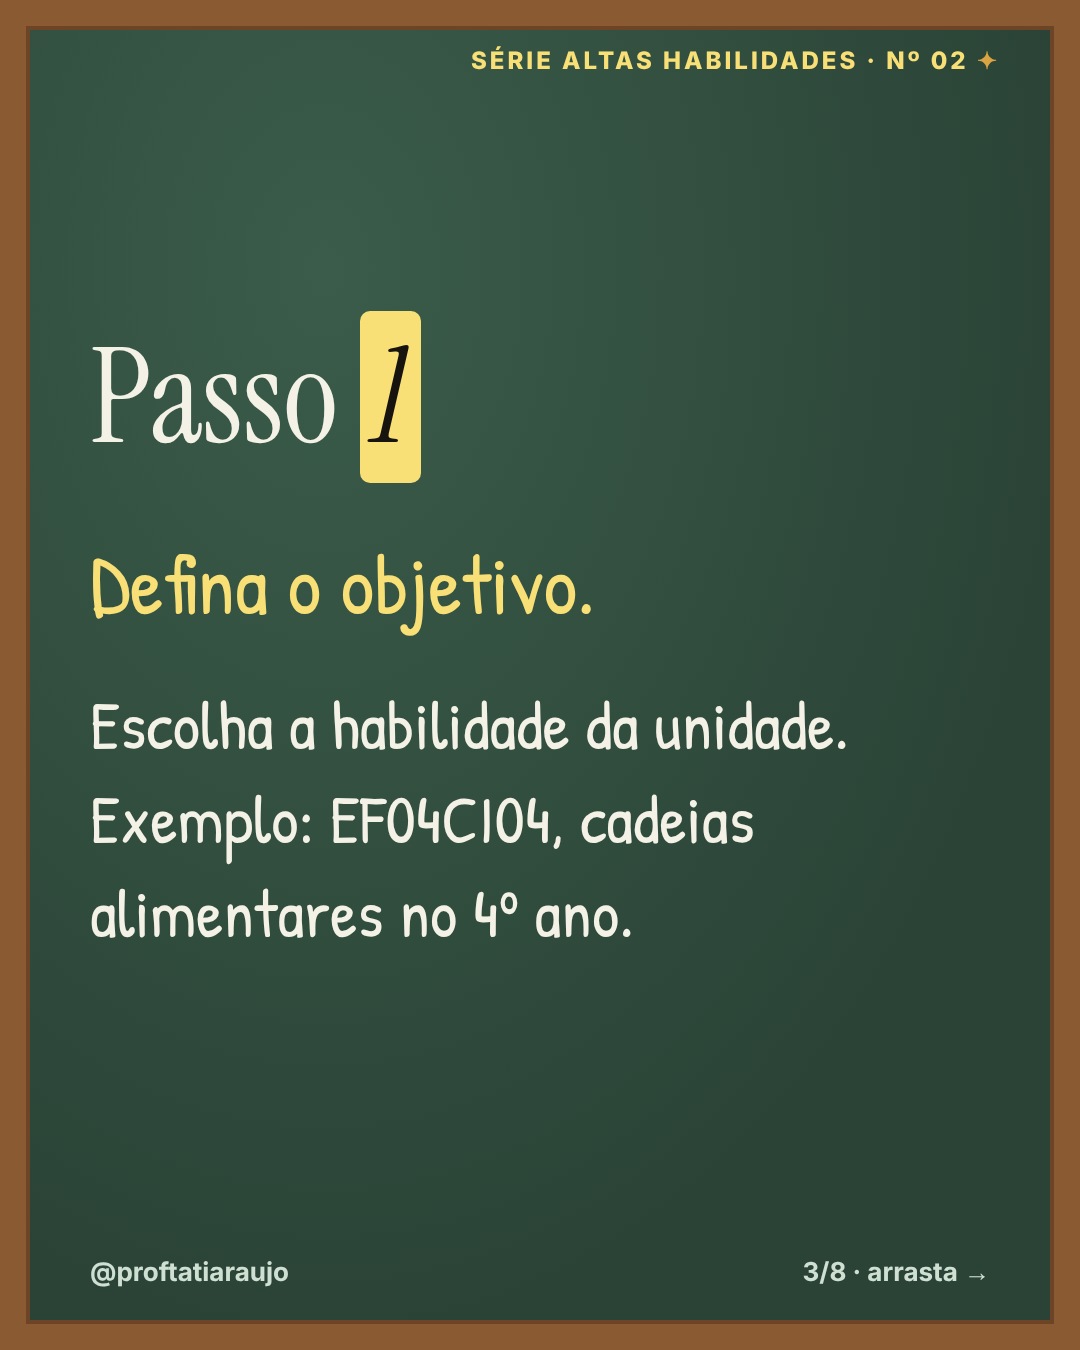 SÉRIE ALTAS HABILIDADES · Nº 02 ✦
Passo 1
Defina o objetivo.
Escolha a habilidade da unidade.
Exemplo: EF04CI04, cadeias
alimentares no 4º ano.
@proftatiaraujo
3/8 · arrasta →